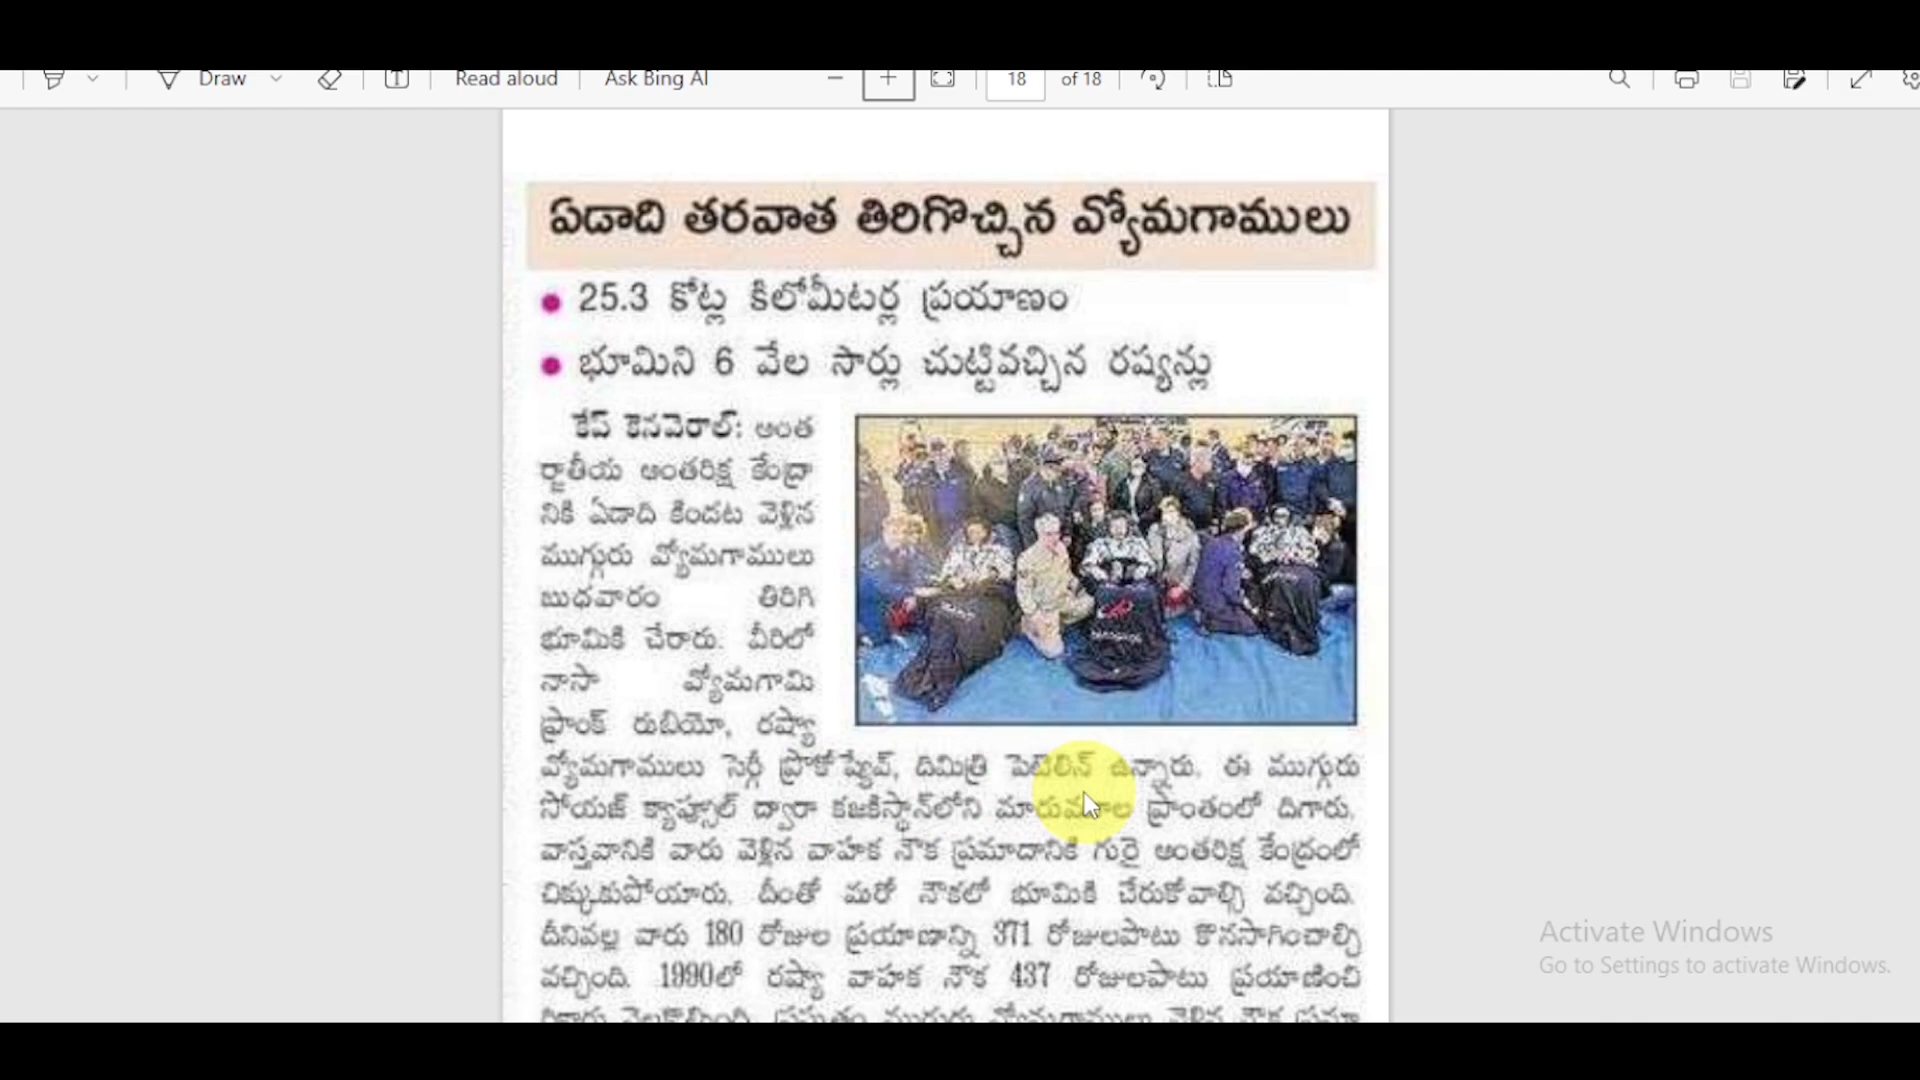 Draw
Read aloud
Ask Bing AI
18 of 18
ఏడాది తరవాత తిరిగొచ్చిన వ్యోమగాములు
25.3 కోట్ల కిలోమీటర్ల ప్రయాణం
భూమిని 6 వేల సార్లు చుట్టివచ్చిన రష్యన్లు
కేప్ కెనవెరాల్: అంత
ర్జాతీయ అంతరిక్ష కేంద్రా
నికి ఏడాది కిందట వెళ్లిన
ముగ్గురు వ్యోమగాములు
బుధవారం తిరిగి
భూమికి చేరారు. వీరిలో
నాసా వ్యోమగామి
ఫ్రాంక్ రుబియో, రష్యా
వ్యోమగాములు సెర్గీ ప్రొకోప్యేవ్, దిమిత్రి పెటెలిన్ ఉన్నారు. ఈ ముగ్గురు
సోయజ్ క్యాప్సూల్ ద్వారా కజకిస్థాన్‌లోని మారుమూల ప్రాంతంలో దిగారు.
వాస్తవానికి వారు వెళ్లిన వాహక నౌక ప్రమాదానికి గురై అంతరిక్ష కేంద్రంలో
చిక్కుకుపోయారు. దీంతో మరో నౌకలో భూమికి చేరుకోవాల్సి వచ్చింది.
దీనివల్ల వారు 180 రోజుల ప్రయాణాన్ని 371 రోజులపాటు కొనసాగించాల్సి
వచ్చింది. 1990లో రష్యా వాహక నౌక 437 రోజులపాటు ప్రయాణించి
Activate Windows
Go to Settings to activate Windows.